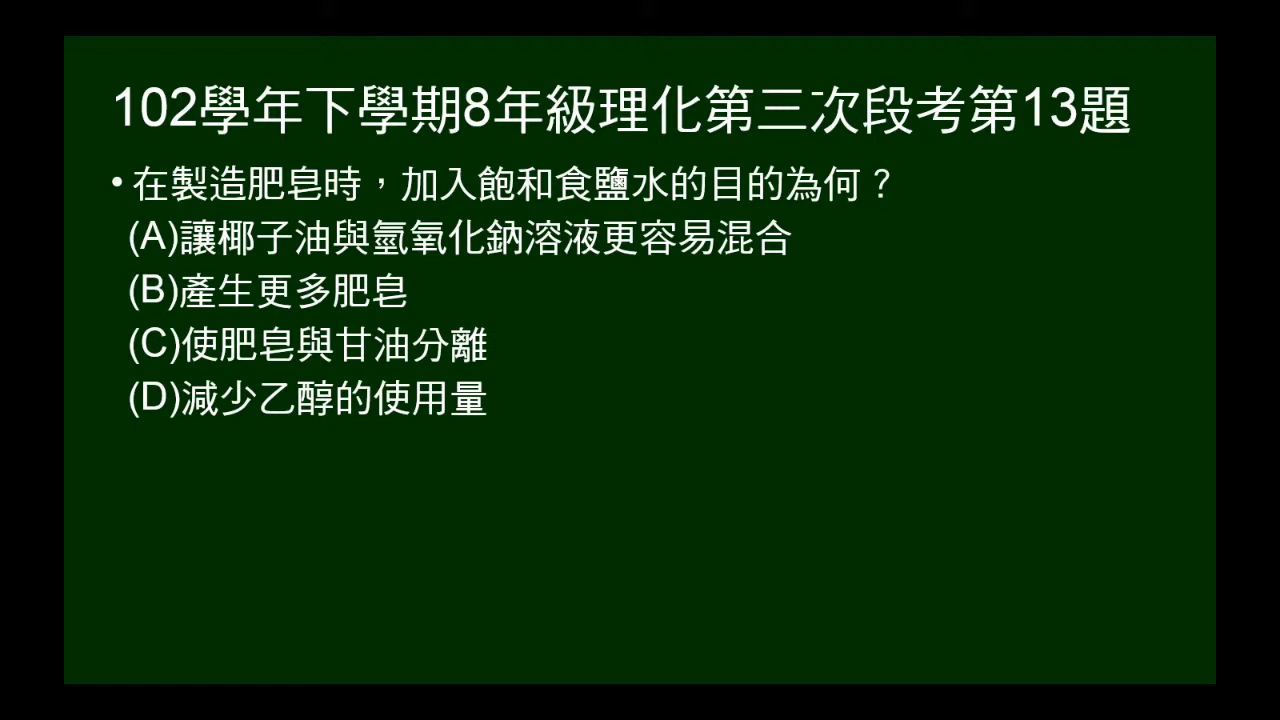 102學年下學期8年級理化第三次段考第13題
•在製造肥皂時，加入飽和食鹽水的目的為何？
(A)讓椰子油與氫氧化鈉溶液更容易混合
(B)產生更多肥皂
(C)使肥皂與甘油分離
(D)減少乙醇的使用量